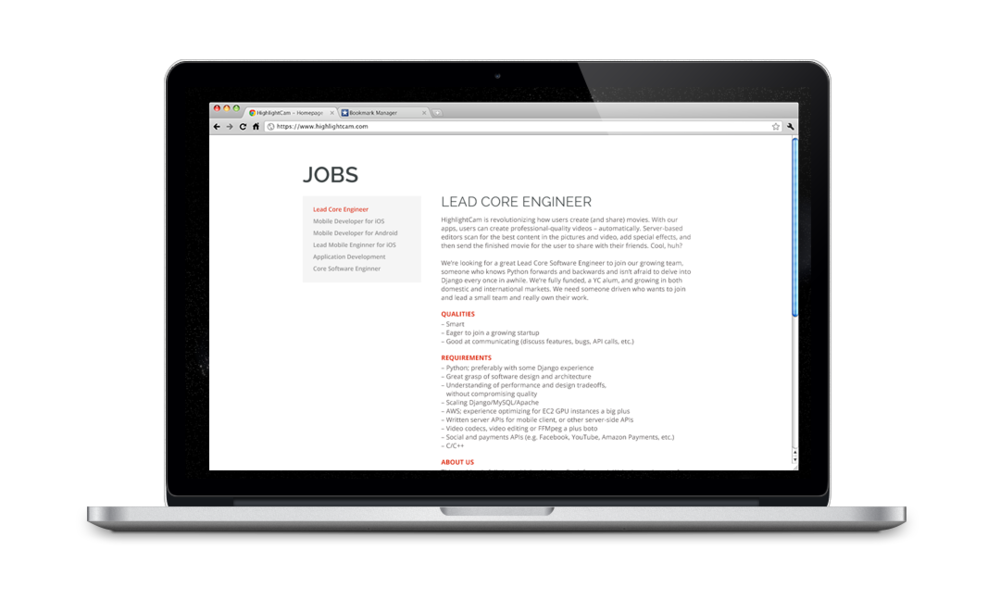 HighlightCam – Homepage
Bookmark Manager
https://www.highlightcam.com
JOBS
Lead Core Engineer
Mobile Developer for iOS
Mobile Developer for Android
Lead Mobile Enginner for iOS
Application Development
Core Software Enginner
LEAD CORE ENGINEER
HighlightCam is revolutionizing how users create (and share) movies. With our
apps, users can create professional-quality videos – automatically. Server-based
editors scan for the best content in the pictures and video, add special effects, and
then send the finished movie for the user to share with their friends. Cool, huh?
We're looking for a great Lead Core Software Engineer to join our growing team,
someone who knows Python forwards and backwards and isn't afraid to delve into
Django every once in awhile. We're fully funded, a YC alum, and growing in both
domestic and international markets. We need someone driven who wants to join
and lead a small team and really own their work.
QUALITIES
– Smart
– Eager to join a growing startup
– Good at communicating (discuss features, bugs, API calls, etc.)
REQUIREMENTS
– Python; preferably with some Django experience
– Great grasp of software design and architecture
– Understanding of performance and design tradeoffs,
without compromising quality
– Scaling Django/MySQL/Apache
– AWS; experience optimizing for EC2 GPU instances a big plus
– Written server APIs for mobile client, or other server-side APIs
– Video codecs, video editing or FFMpeg a plus boto
– Social and payments APIs (e.g. Facebook, YouTube, Amazon Payments, etc.)
– C/C++
ABOUT US